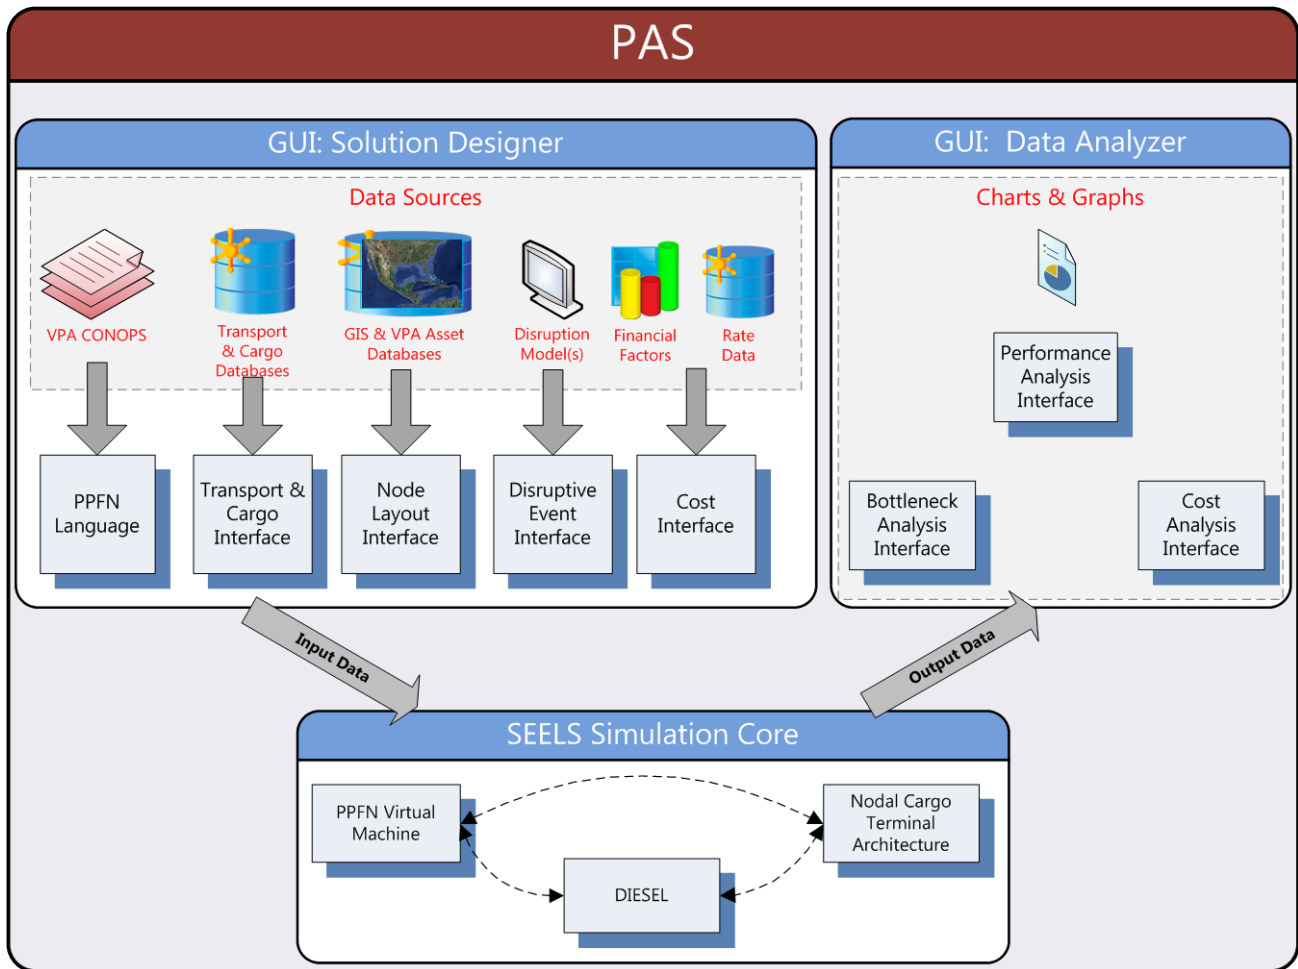 PAS
GUI: Solution Designer
Data Sources
VPA CONOPS
Transport
& Cargo
Databases
GIS & VPA Asset
Databases
Disruption
Model(s)
Financial
Factors
Rate
Data
PPFN
Language
Transport &
Cargo
Interface
Node
Layout
Interface
Disruptive
Event
Interface
Cost
Interface
GUI:  Data Analyzer
Charts & Graphs
Performance
Analysis
Interface
Bottleneck
Analysis
Interface
Cost
Analysis
Interface
Input Data
Output Data
SEELS Simulation Core
PPFN Virtual
Machine
DIESEL
Nodal Cargo
Terminal
Architecture